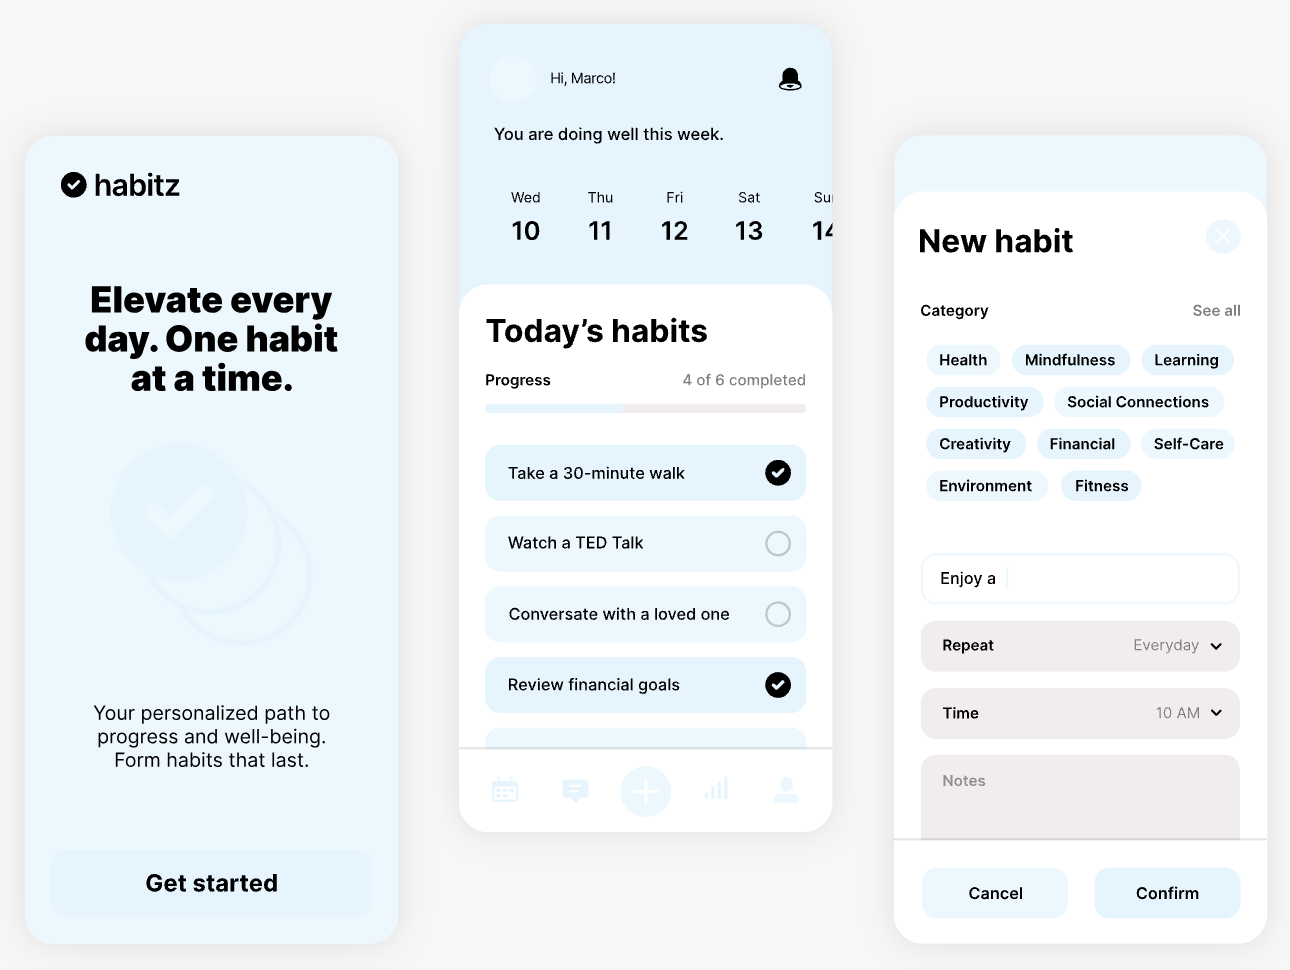 habitz
Elevate every
day. One habit
at a time.
Your personalized path to
progress and well-being.
Form habits that last.
Get started
Hi, Marco!
You are doing well this week.
Wed Thu Fri Sat Sun
10 11 12 13 14
Today’s habits
Progress 4 of 6 completed
Take a 30-minute walk
Watch a TED Talk
Conversate with a loved one
Review financial goals
New habit
Category See all
Health Mindfulness Learning
Productivity Social Connections
Creativity Financial Self-Care
Environment Fitness
Enjoy a
Repeat Everyday
Time 10 AM
Notes
Cancel Confirm